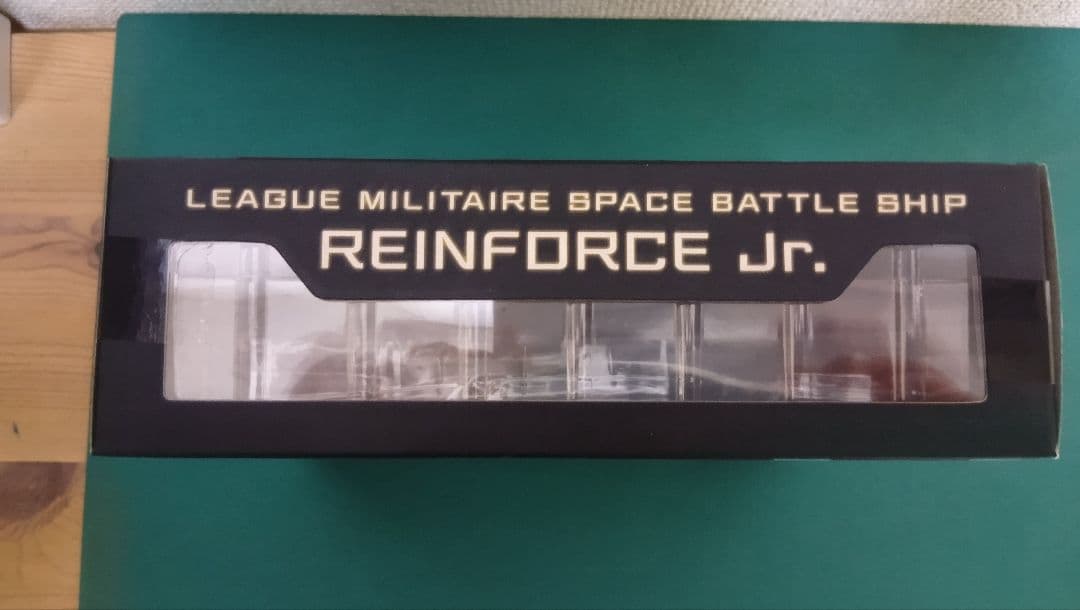 LEAGUE MILITAIRE SPACE BATTLE SHIP
REINFORCE Jr.